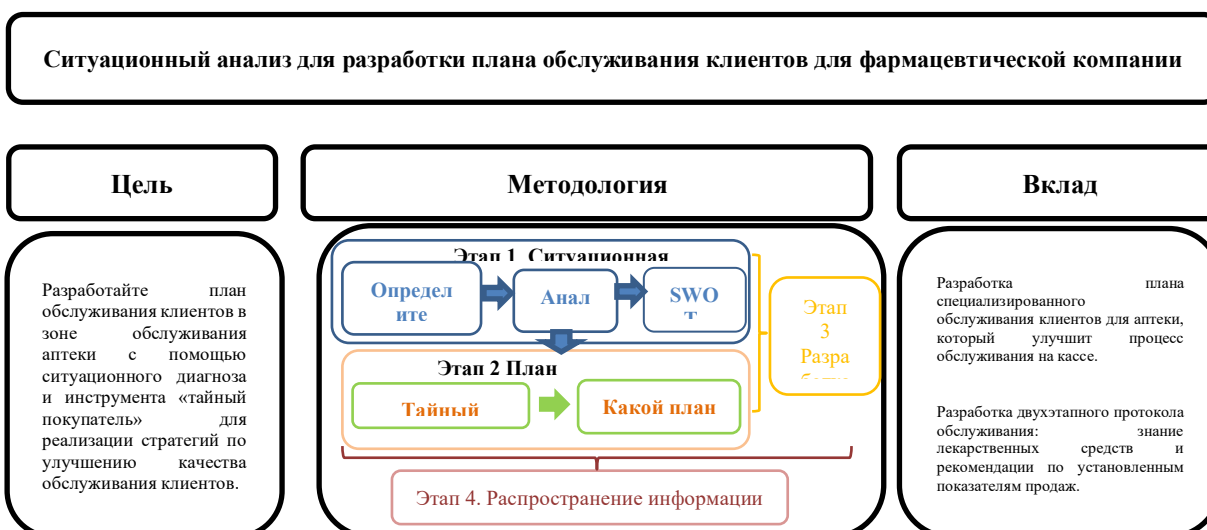 Ситуационный анализ для разработки плана обслуживания клиентов для фармацевтической компании
Цель
Методология
Вклад
Разработайте план
обслуживания клиентов в
зоне обслуживания
аптеки с помощью
ситуационного диагноза
и инструмента «тайный
покупатель» для
реализации стратегий по
улучшению качества
обслуживания клиентов.
Этап 1. Ситуационная
Определ
ите
Анал
SWO
T
Этап 2 План
Тайный
Какой план
Этап
3
Разра
Этап 4. Распространение информации
Разработка плана
специализированного
обслуживания клиентов для аптеки,
который улучшит процесс
обслуживания на кассе.
Разработка двухэтапного протокола
обслуживания: знание
лекарственных средств и
рекомендации по установленным
показателям продаж.